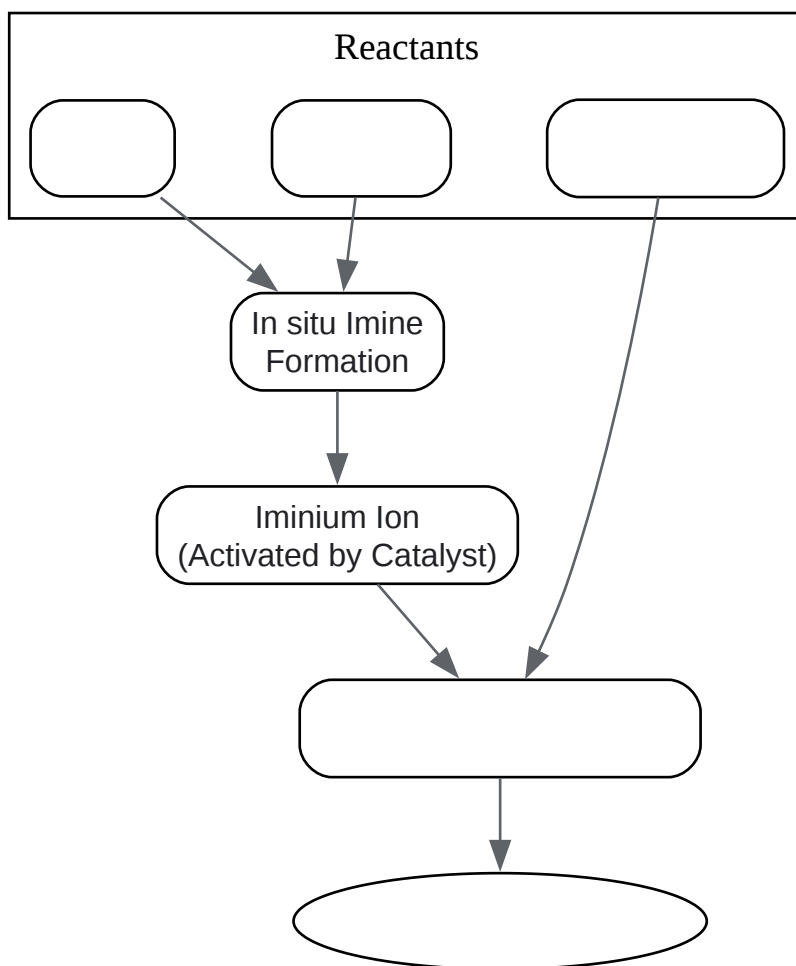 Reactants
In situ Imine
Formation
Iminium Ion
(Activated by Catalyst)